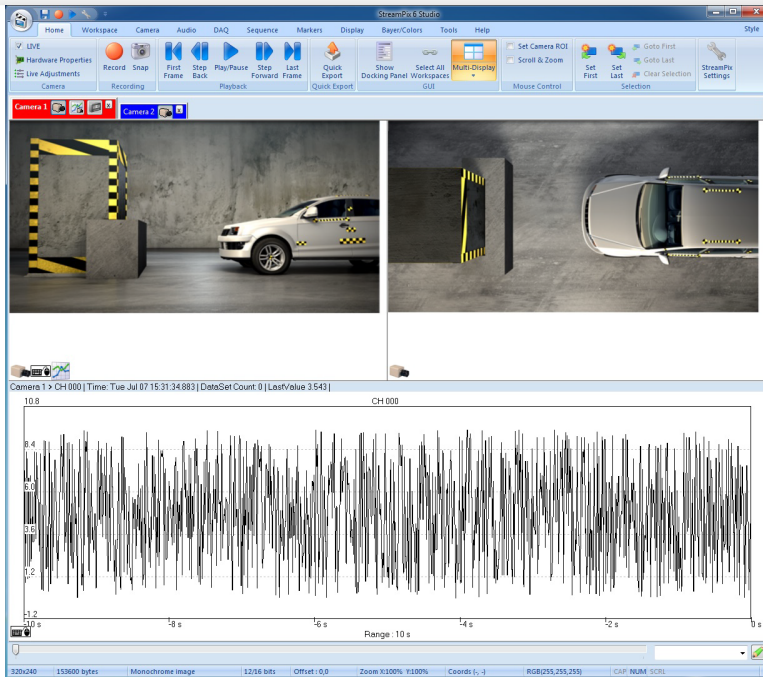 StreamPix 6 Studio
Home Workspace Camera Audio DAQ Sequence Markers Display Bayer/Colors Tools Help Style
LIVE
Hardware Properties
Live Adjustments
Camera
Record Snap
Recording
First Frame Step Back Play/Pause Step Forward Last Frame
Playback
Quick Export
Quick Export
Show Docking Panel Select All Workspaces Multi-Display
GUI
Set Camera ROI
Scroll & Zoom
Mouse Control
Set First Set Last
Goto First
Goto Last
Clear Selection
Selection
StreamPix Settings
Camera 1 Camera 2
Camera 1 > CH 000 | Time: Tue Jul 07 15:31:34.883 | DataSet Count: 0 | LastValue 3.543 |
10.8 CH 000
8.4
6.0
3.6
1.2
-1.2
-10 s -8 s -6 s -4 s -2 s 0 s
Range : 10 s
320x240 153600 bytes Monochrome image 12/16 bits Offset : 0,0 Zoom X:100% Y:100% Coords (-, -) RGB(255,255,255) CAP NUM SCRL